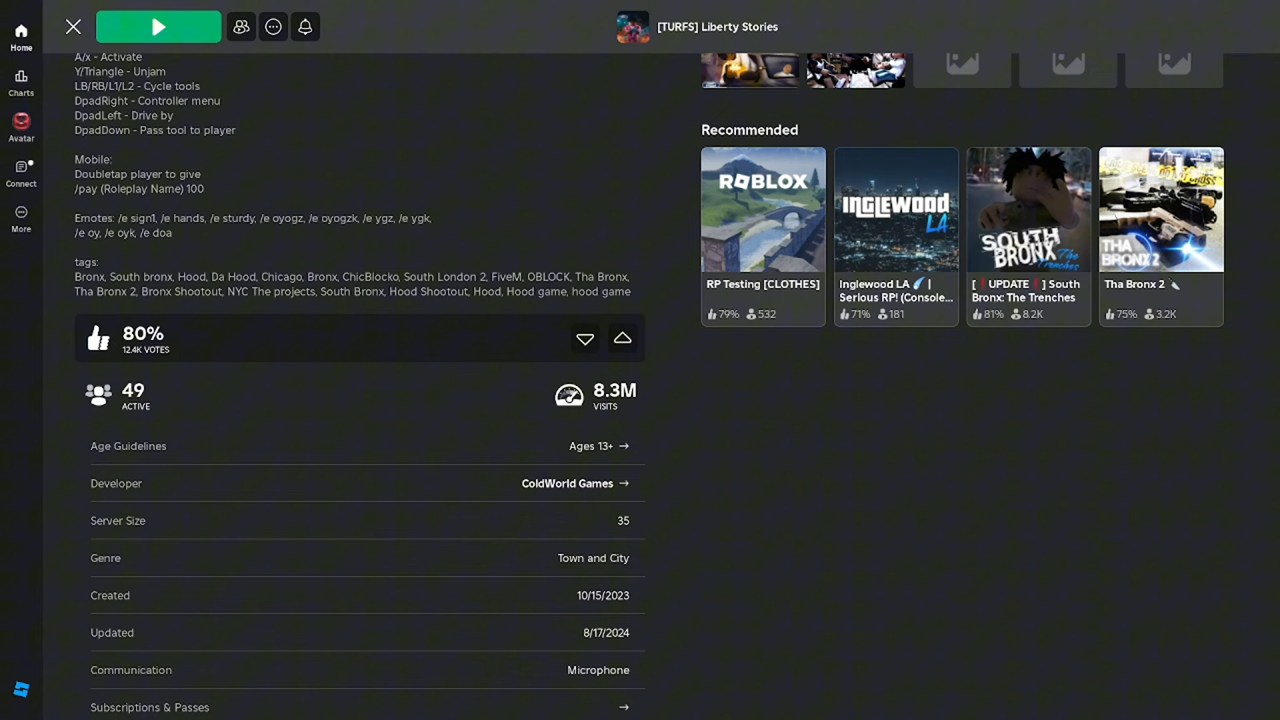 [TURFS] Liberty Stories
Home
Charts
Avatar
Connect
More
A/x - Activate
Y/Triangle - Unjam
LB/RB/L1/L2 - Cycle tools
DpadRight - Controller menu
DpadLeft - Drive by
DpadDown - Pass tool to player
Mobile:
Doubletap player to give
/pay (Roleplay Name) 100
Emotes: /e sign1, /e hands, /e sturdy, /e oyogz, /e oyogzk, /e ygz, /e ygk,
/e oy, /e oyk, /e doa
tags:
Bronx, South bronx, Hood, Da Hood, Chicago, Bronx, ChicBlocko, South London 2, FiveM, OBLOCK, Tha Bronx,
Tha Bronx 2, Bronx Shootout, NYC The projects, South Bronx, Hood Shootout, Hood, Hood game, hood game
80%
12.4K VOTES
49
ACTIVE
8.3M
VISITS
Age Guidelines
Ages 13+ →
Developer
ColdWorld Games →
Server Size
35
Genre
Town and City
Created
10/15/2023
Updated
8/17/2024
Communication
Microphone
Subscriptions & Passes
→
Recommended
ROBLOX
RP Testing [CLOTHES]
79% 532
INGLEWOOD
LA
Inglewood LA 🌠 |
Serious RP! (Console...
71% 181
SOUTH
BRONX The
Trenches
[❗UPDATE❗] South
Bronx: The Trenches
81% 8.2K
THA
BRONX 2
Tha Bronx 2 🔪
75% 3.2K